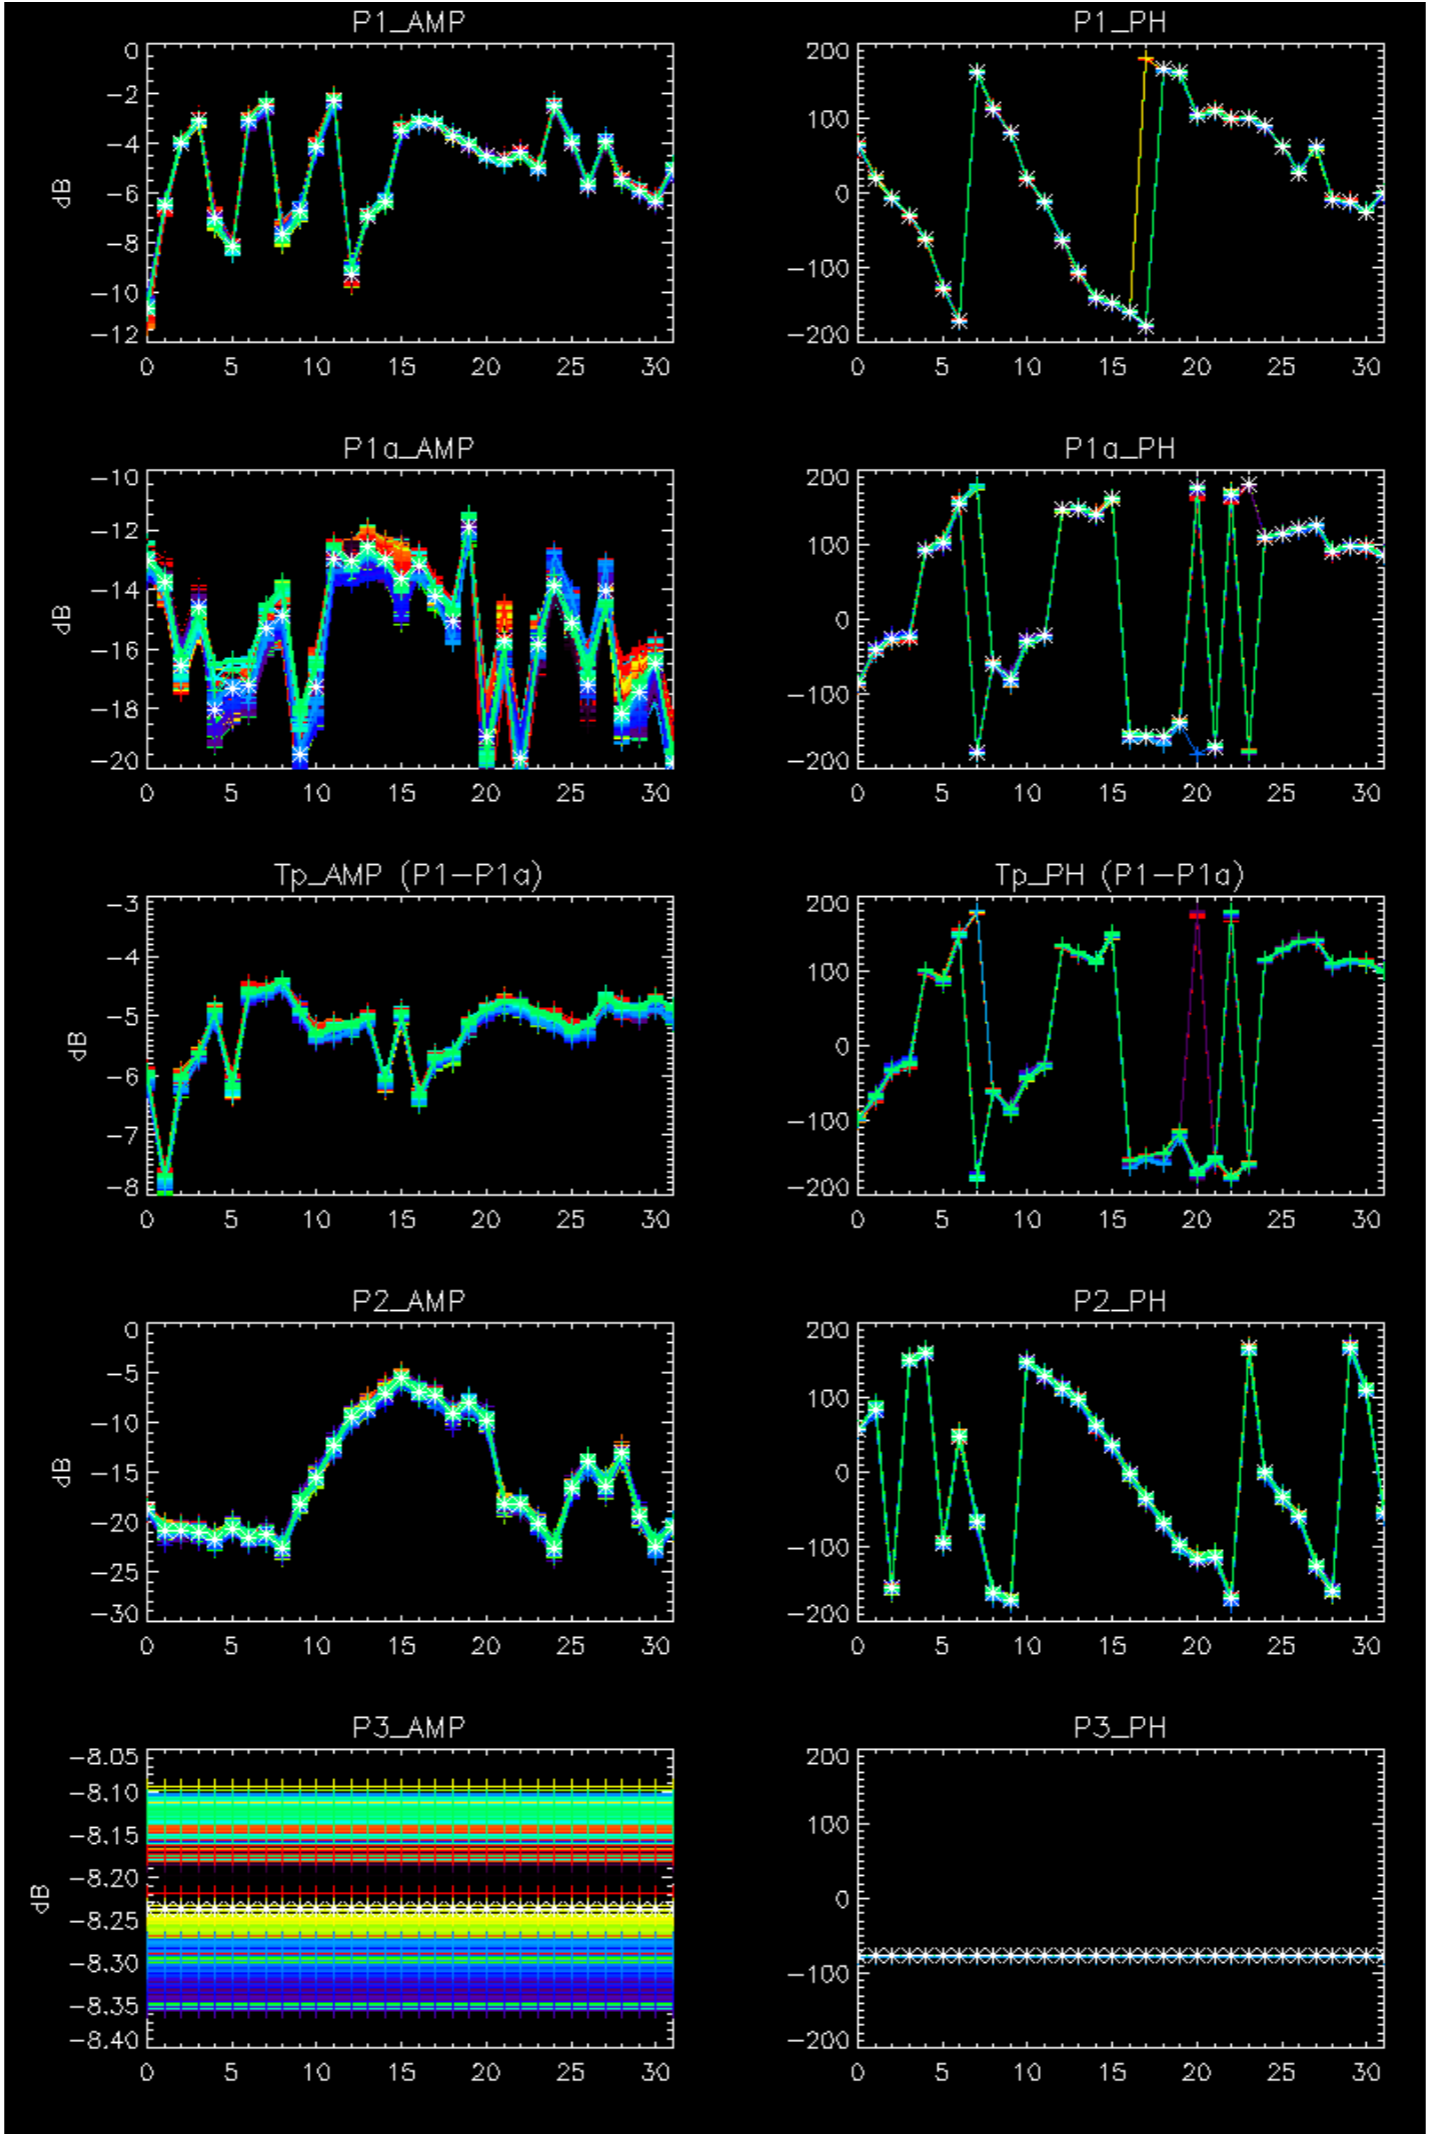 P1_AMP P1_PH
0 200
-2 100
-4 0
-6
-8 -100
-10
-12 -200
dB
0 5 10 15 20 25 30 0 5 10 15 20 25 30
P1a_AMP P1a_PH
-10 200
-12 100
-14 0
-16
-18 -100
-20 -200
dB
0 5 10 15 20 25 30 0 5 10 15 20 25 30
Tp_AMP (P1-P1a) Tp_PH (P1-P1a)
-3 200
-4 100
-5 0
-6
-7 -100
-8 -200
dB
0 5 10 15 20 25 30 0 5 10 15 20 25 30
P2_AMP P2_PH
0 200
-5 100
-10
-15 0
-20 -100
-25
-30 -200
dB
0 5 10 15 20 25 30 0 5 10 15 20 25 30
P3_AMP P3_PH
-8.05 200
-8.10 100
-8.15
-8.20 0
-8.25
-8.30 -100
-8.35
-8.40 -200
dB
0 5 10 15 20 25 30 0 5 10 15 20 25 30